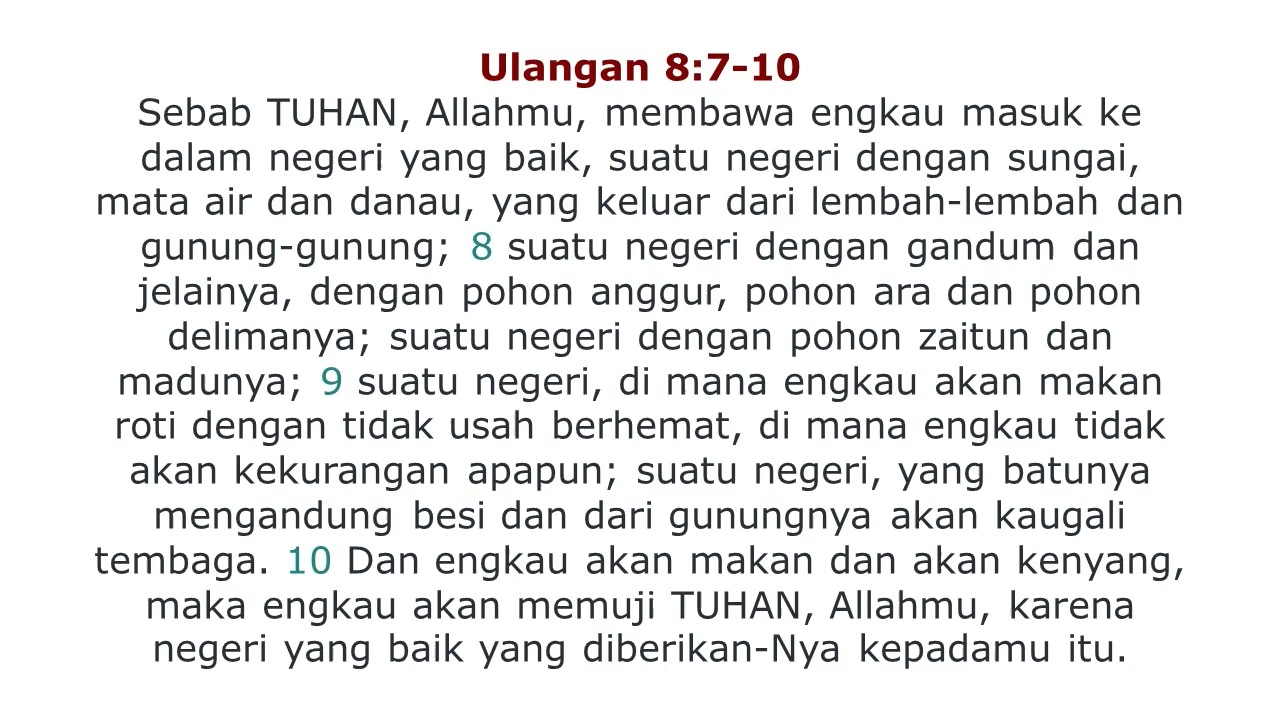 Ulangan 8:7-10
Sebab TUHAN, Allahmu, membawa engkau masuk ke
dalam negeri yang baik, suatu negeri dengan sungai,
mata air dan danau, yang keluar dari lembah-lembah dan
gunung-gunung; 8 suatu negeri dengan gandum dan
jelainya, dengan pohon anggur, pohon ara dan pohon
delimanya; suatu negeri dengan pohon zaitun dan
madunya; 9 suatu negeri, di mana engkau akan makan
roti dengan tidak usah berhemat, di mana engkau tidak
akan kekurangan apapun; suatu negeri, yang batunya
mengandung besi dan dari gunungnya akan kaugali
tembaga. 10 Dan engkau akan makan dan akan kenyang,
maka engkau akan memuji TUHAN, Allahmu, karena
negeri yang baik yang diberikan-Nya kepadamu itu.